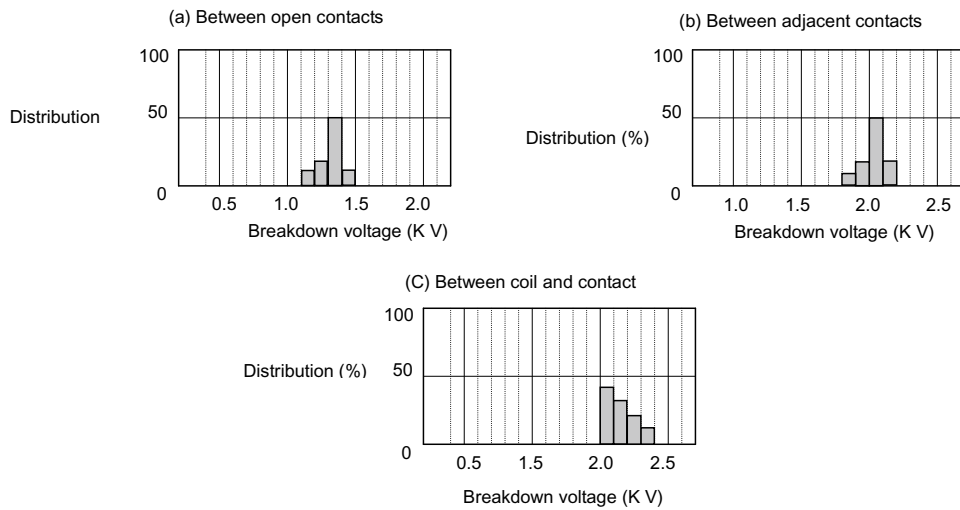 (a) Between open contacts
100
Distribution
50
0
0.5 1.0 1.5 2.0
Breakdown voltage (K V)
(b) Between adjacent contacts
100
50
Distribution (%)
0
1.0 1.5 2.0 2.5
Breakdown voltage (K V)
(C) Between coil and contact
100
50
Distribution (%)
0
0.5 1.5 2.0 2.5
Breakdown voltage (K V)